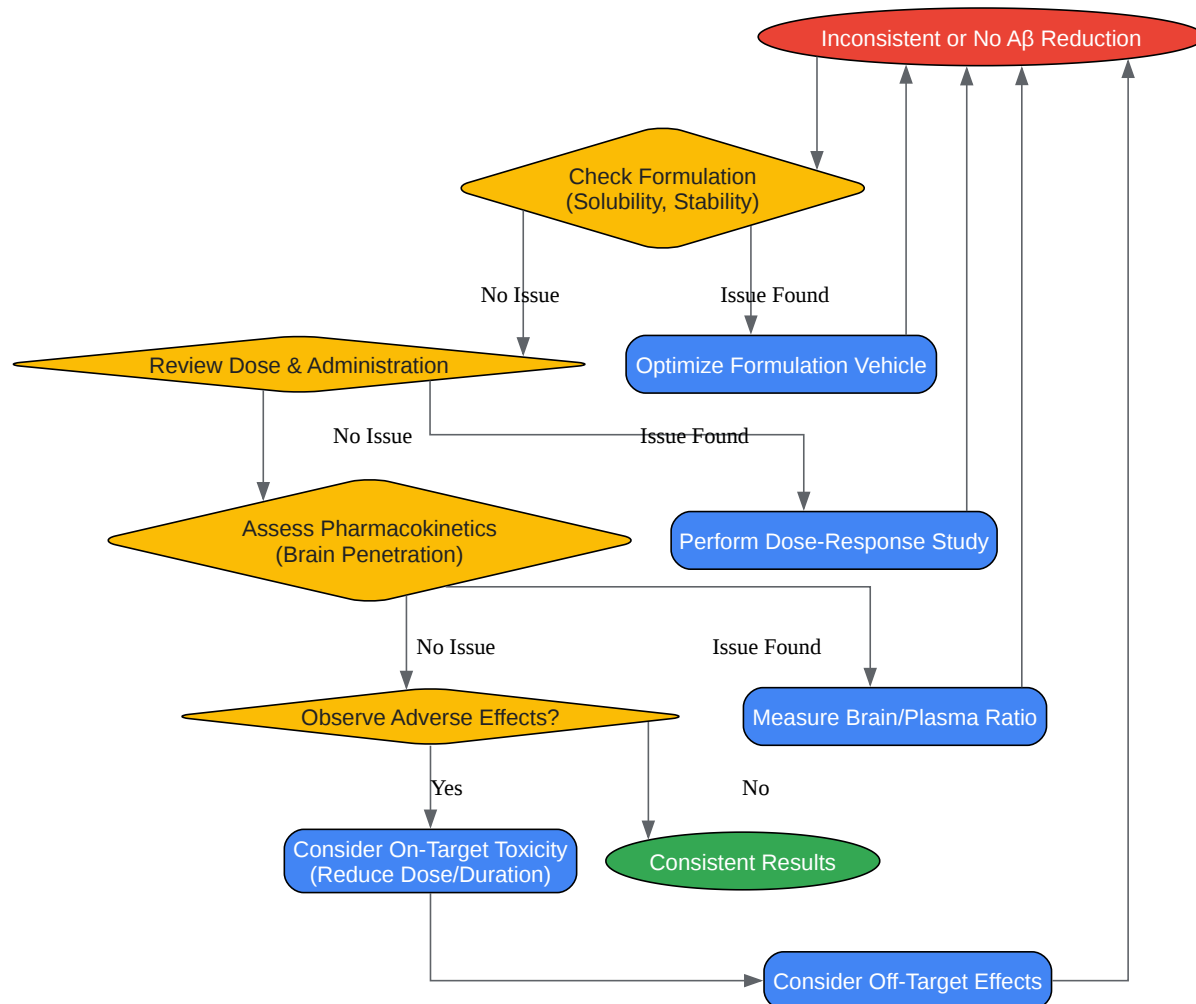 Inconsistent or No Aβ Reduction
Check Formulation
(Solubility, Stability)
No Issue
Issue Found
Review Dose & Administration
Optimize Formulation Vehicle
No Issue
Issue Found
Assess Pharmacokinetics
(Brain Penetration)
Perform Dose-Response Study
No Issue
Issue Found
Observe Adverse Effects?
Measure Brain/Plasma Ratio
Yes
No
Consider On-Target Toxicity
(Reduce Dose/Duration)
Consistent Results
Consider Off-Target Effects